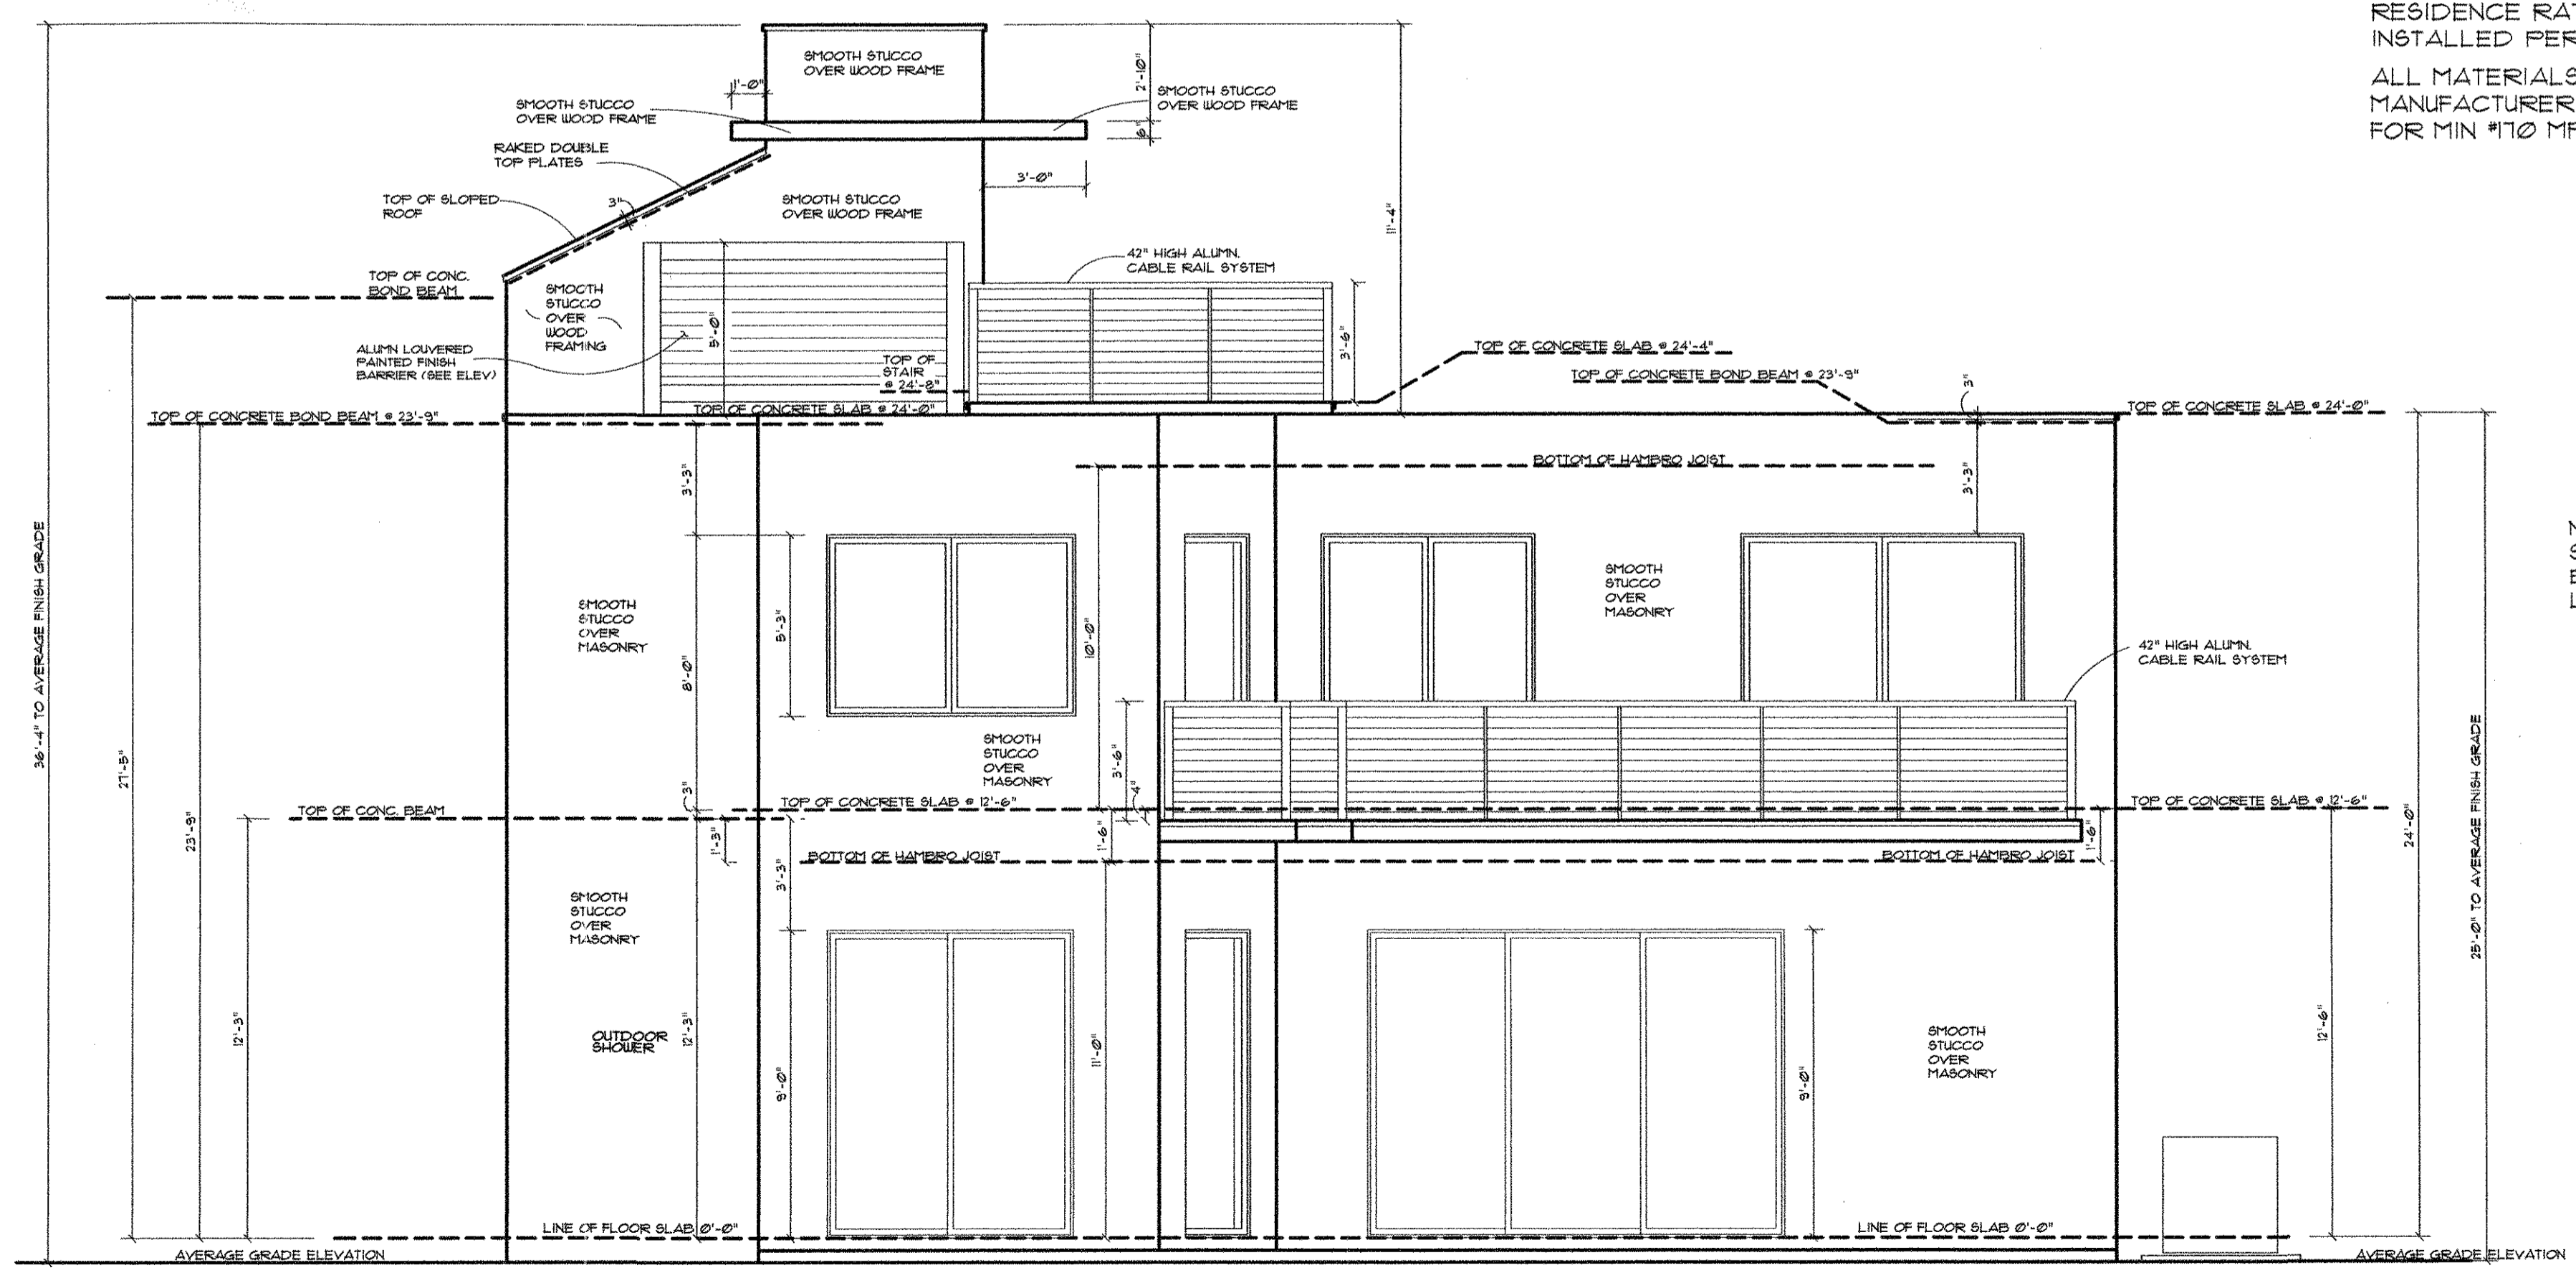 RESIDENCE
INSTALLED PER
ALL MATERIALS
MANUFACTURER
FOR MIN #170
SMOOTH STUCCO
OVER WOOD FRAME
1'-0"
2'-10"
6"
SMOOTH STUCCO
OVER WOOD FRAME
SMOOTH STUCCO
OVER WOOD FRAME
RAKED DOUBLE
TOP PLATES
3'-0"
TOP OF SLOPED
ROOF
3"
SMOOTH STUCCO
OVER WOOD FRAME
11'-4"
42" HIGH ALUMN.
CABLE RAIL SYSTEM
TOP OF CONC.
BOND BEAM
SMOOTH
STUCCO
OVER
WOOD
FRAMING
5'-0"
3'-6"
ALUMN LOUVERED
PAINTED FINISH
BARRIER (SEE ELEV)
TOP OF
STAIR
@ 24'-8"
TOP OF CONCRETE SLAB @ 24'-4"
TOP OF CONCRETE BOND BEAM @ 23'-9"
3"
TOP OF CONCRETE BOND BEAM @ 23'-9"
TOP OF CONCRETE SLAB @ 24'-0"
TOP OF CONCRETE SLAB @ 24'-0"
BOTTOM OF HAMBRO JOIST
3'-3"
3'-3"
SMOOTH
STUCCO
OVER
MASONRY
SMOOTH
STUCCO
OVER
MASONRY
5'-3"
10'-0"
8'-0"
36'-4" TO AVERAGE FINISH GRADE
27'-5"
23'-9"
42" HIGH ALUMN.
CABLE RAIL SYSTEM
SMOOTH
STUCCO
OVER
MASONRY
3'-6"
3"
4"
TOP OF CONCRETE SLAB @ 12'-6"
TOP OF CONCRETE SLAB @ 12'-6"
TOP OF CONC. BEAM
1'-3"
1'-6"
1'-6"
BOTTOM OF HAMBRO JOIST
BOTTOM OF HAMBRO JOIST
3'-3"
24'-0"
25'-0" TO AVERAGE FINISH GRADE
SMOOTH
STUCCO
OVER
MASONRY
12'-3"
OUTDOOR
SHOWER
12'-3"
9'-0"
11'-0"
9'-0"
SMOOTH
STUCCO
OVER
MASONRY
12'-6"
LINE OF FLOOR SLAB 0'-0"
LINE OF FLOOR SLAB 0'-0"
AVERAGE GRADE ELEVATION
AVERAGE GRADE ELEVATION